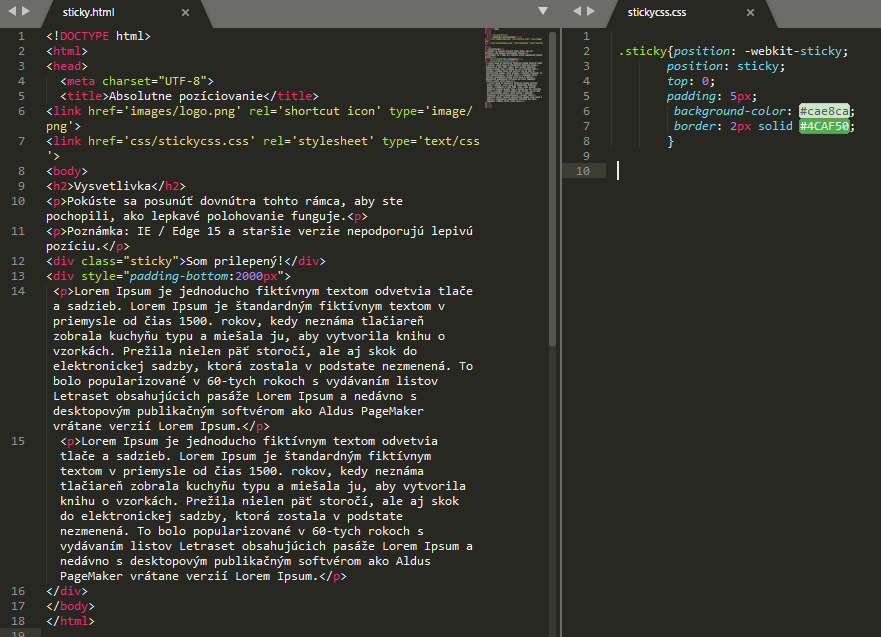 sticky.html
1 <!DOCTYPE html>
2 <html>
3 <head>
4 <meta charset="UTF-8">
5 <title>Absolutne pozíciovanie</title>
6 <link href='images/logo.png' rel='shortcut icon' type='image/
png'>
7 <link href='css/stickycss.css' rel='stylesheet' type='text/css
'>
8 <body>
9 <h2>Vysvetlivka</h2>
10 <p>Pokúste sa posunúť dovnútra tohto rámca, aby ste
pochopili, ako lepkavé polohovanie funguje.<p>
11 <p>Poznámka: IE / Edge 15 a staršie verzie nepodporujú lepivú
pozíciu.</p>
12 <div class="sticky">Som prilepený!</div>
13 <div style="padding-bottom:2000px">
14 <p>Lorem Ipsum je jednoducho fiktívnym textom odvetvia tlače
a sadzieb. Lorem Ipsum je štandardným fiktívnym textom v
priemysle od čias 1500. rokov, kedy neznáma tlačiareň
zobrala kuchyňu typu a miešala ju, aby vytvorila knihu o
vzorkách. Prežila nielen päť storočí, ale aj skok do
elektronickej sadzby, ktorá zostala v podstate nezmenená. To
bolo popularizované v 60-tych rokoch s vydávaním listov
Letraset obsahujúcich pasáže Lorem Ipsum a nedávno s
desktopovým publikačným softvérom ako Aldus PageMaker
vrátane verzií Lorem Ipsum.</p>
15 <p>Lorem Ipsum je jednoducho fiktívnym textom odvetvia
tlače a sadzieb. Lorem Ipsum je štandardným fiktívnym
textom v priemysle od čias 1500. rokov, kedy neznáma
tlačiareň zobrala kuchyňu typu a miešala ju, aby vytvorila
knihu o vzorkách. Prežila nielen päť storočí, ale aj skok
do elektronickej sadzby, ktorá zostala v podstate
nezmenená. To bolo popularizované v 60-tych rokoch s
vydávaním listov Letraset obsahujúcich pasáže Lorem Ipsum a
nedávno s desktopovým publikačným softvérom ako Aldus
PageMaker vrátane verzií Lorem Ipsum.</p>
16 </div>
17 </body>
18 </html>
19
stickycss.css
1
2 .sticky{position: -webkit-sticky;
3 position: sticky;
4 top: 0;
5 padding: 5px;
6 background-color: #cae8ca;
7 border: 2px solid #4CAF50;
8 }
9
10